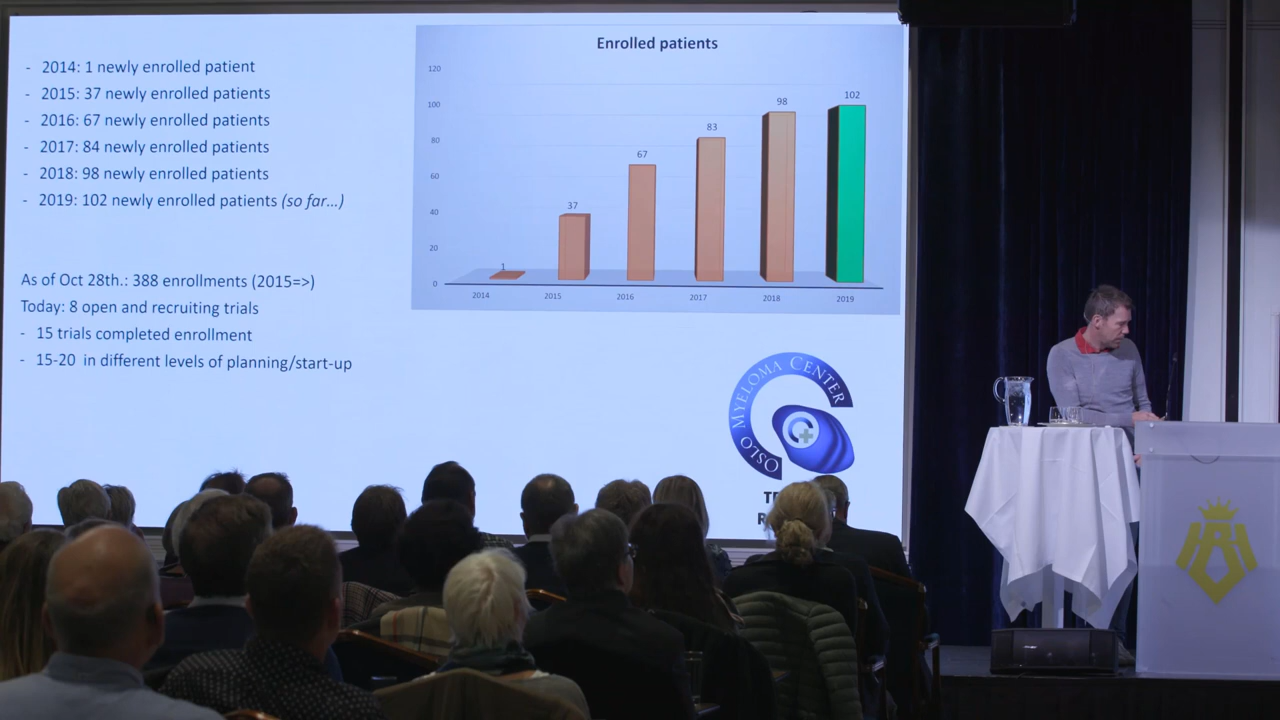 - 2014: 1 newly enrolled patient
- 2015: 37 newly enrolled patients
- 2016: 67 newly enrolled patients
- 2017: 84 newly enrolled patients
- 2018: 98 newly enrolled patients
- 2019: 102 newly enrolled patients (so far...)
As of Oct 28th.: 388 enrollments (2015=>)
Today: 8 open and recruiting trials
- 15 trials completed enrollment
- 15-20 in different levels of planning/start-up
Enrolled patients
120
100
80
60
40
20
0
1
37
67
83
98
102
2014 2015 2016 2017 2018 2019
OSLO MYELOMA CENTER